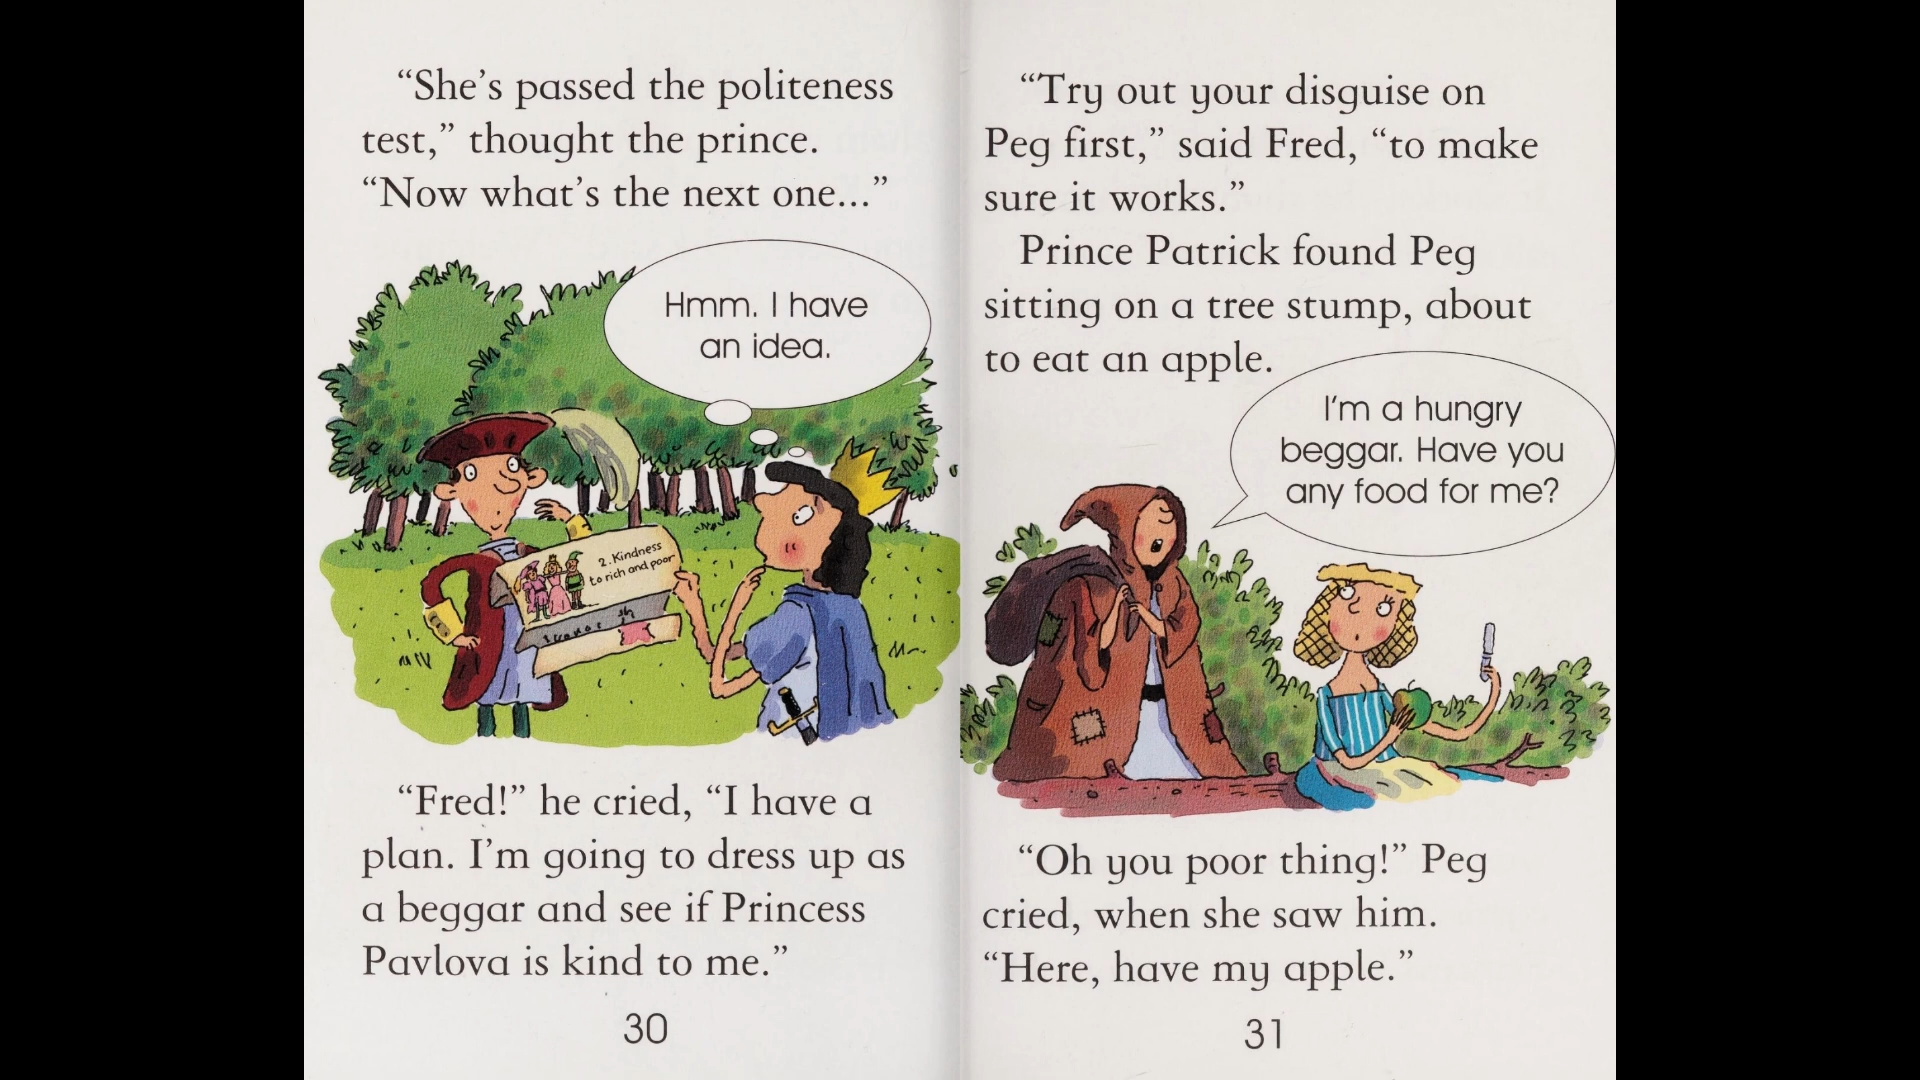 “She’s passed the politeness
test,” thought the prince.
“Now what’s the next one...”
Hmm. I have
an idea.
2. Kindness
to rich and poor
“Fred!” he cried, “I have a
plan. I’m going to dress up as
a beggar and see if Princess
Pavlova is kind to me.”
30
“Try out your disguise on
Peg first,” said Fred, “to make
sure it works.”
Prince Patrick found Peg
sitting on a tree stump, about
to eat an apple.
I’m a hungry
beggar. Have you
any food for me?
“Oh you poor thing!” Peg
cried, when she saw him.
“Here, have my apple.”
31